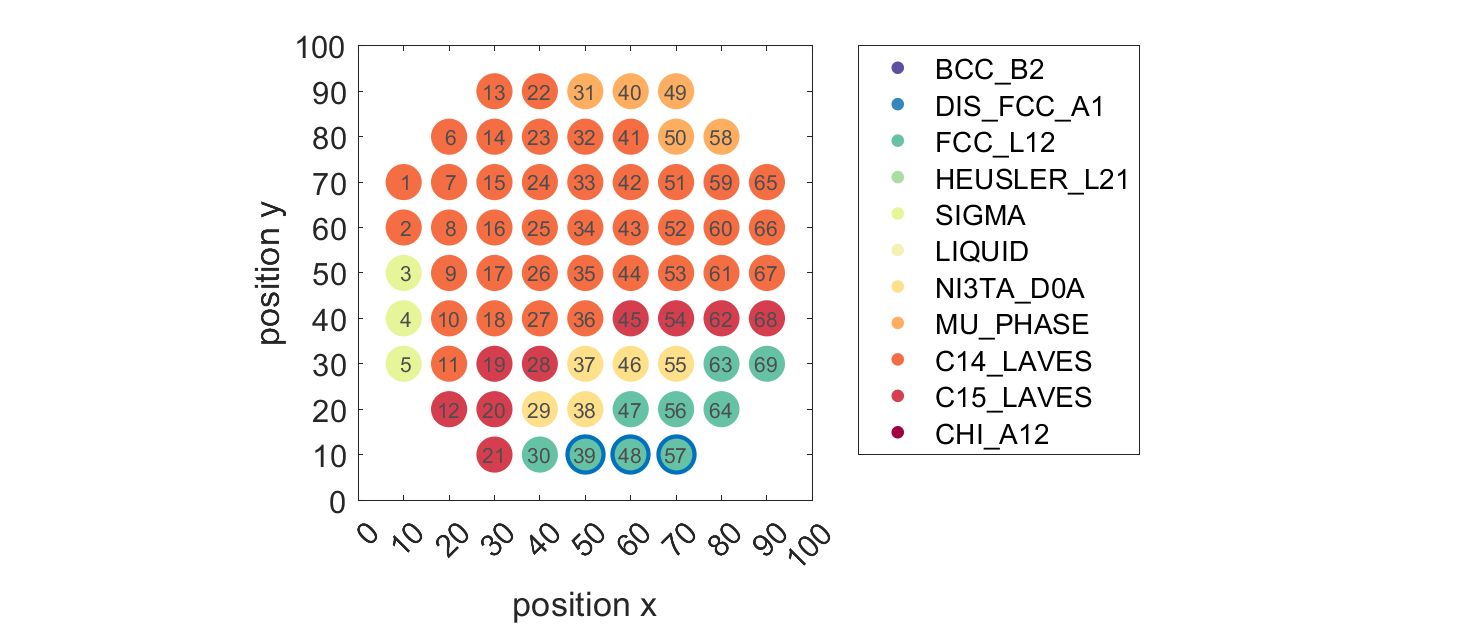 100
90
80
70
60
50
40
30
20
10
0
position y
13 22 31 40 49
6 14 23 32 41 50 58
1 7 15 24 33 42 51 59 65
2 8 16 25 34 43 52 60 66
3 9 17 26 35 44 53 61 67
4 10 18 27 36 45 54 62 68
5 11 19 28 37 46 55 63 69
12 20 29 38 47 56 64
21 30 39 48 57
0 10 20 30 40 50 60 70 80 90 100
position x
BCC_B2
DIS_FCC_A1
FCC_L12
HEUSLER_L21
SIGMA
LIQUID
NI3TA_D0A
MU_PHASE
C14_LAVES
C15_LAVES
CHI_A12